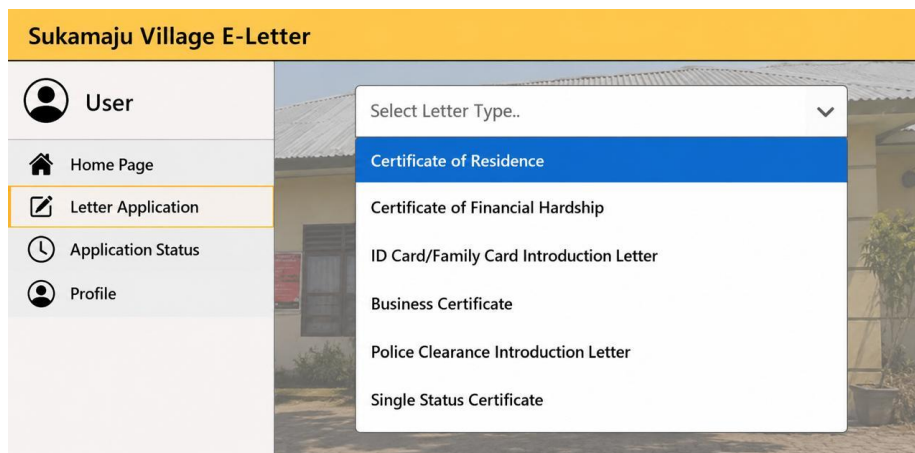 Sukamaju Village E-Letter
User
Home Page
Letter Application
Application Status
Profile
Select Letter Type..
Certificate of Residence
Certificate of Financial Hardship
ID Card/Family Card Introduction Letter
Business Certificate
Police Clearance Introduction Letter
Single Status Certificate